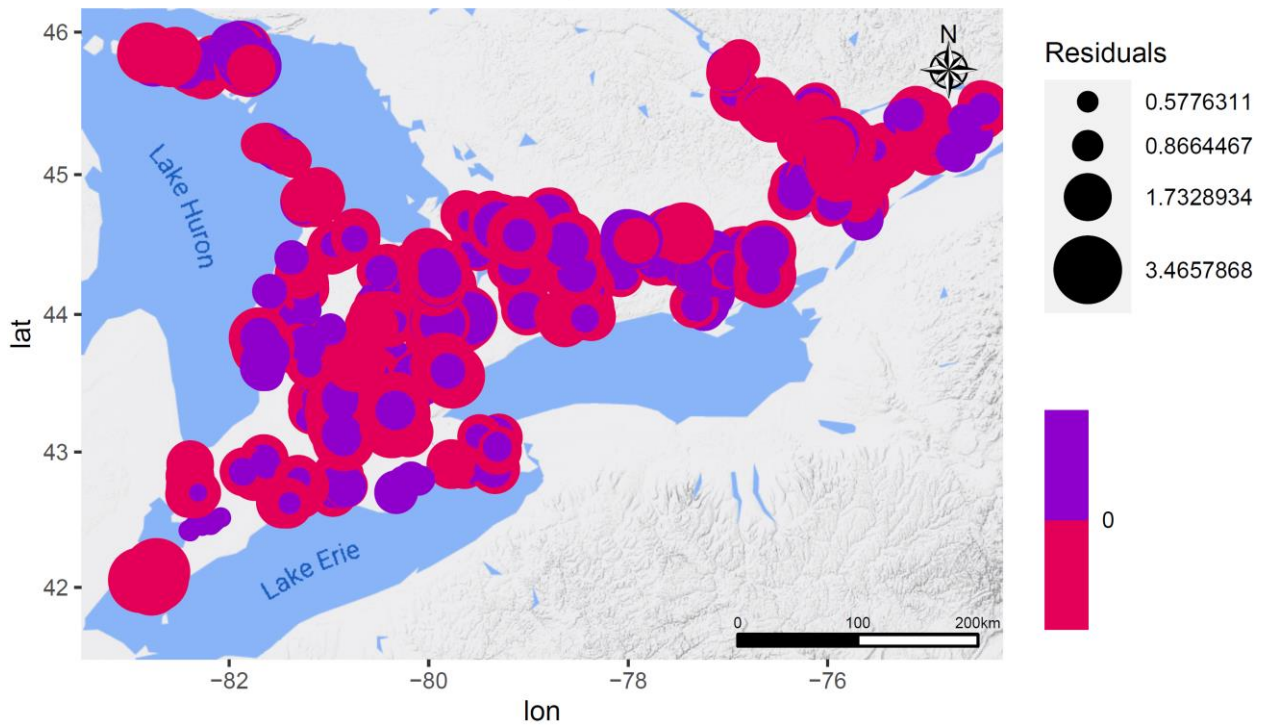 46
45
44
43
42
lat
−82
−80
−78
−76
lon
Lake Huron
Lake Erie
N
0
100
200km
Residuals
0.5776311
0.8664467
1.7328934
3.4657868
0